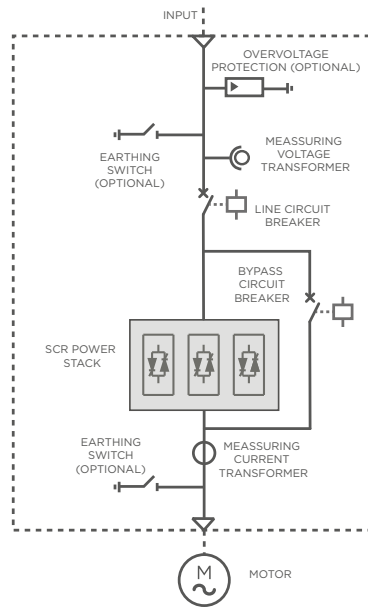 INPUT
OVERVOLTAGE
PROTECTION (OPTIONAL)
EARTHING
SWITCH
(OPTIONAL)
MEASSURING
VOLTAGE
TRANSFORMER
LINE CIRCUIT
BREAKER
BYPASS
CIRCUIT
BREAKER
SCR POWER
STACK
EARTHING
SWITCH
(OPTIONAL)
MEASSURING
CURRENT
TRANSFORMER
M
MOTOR